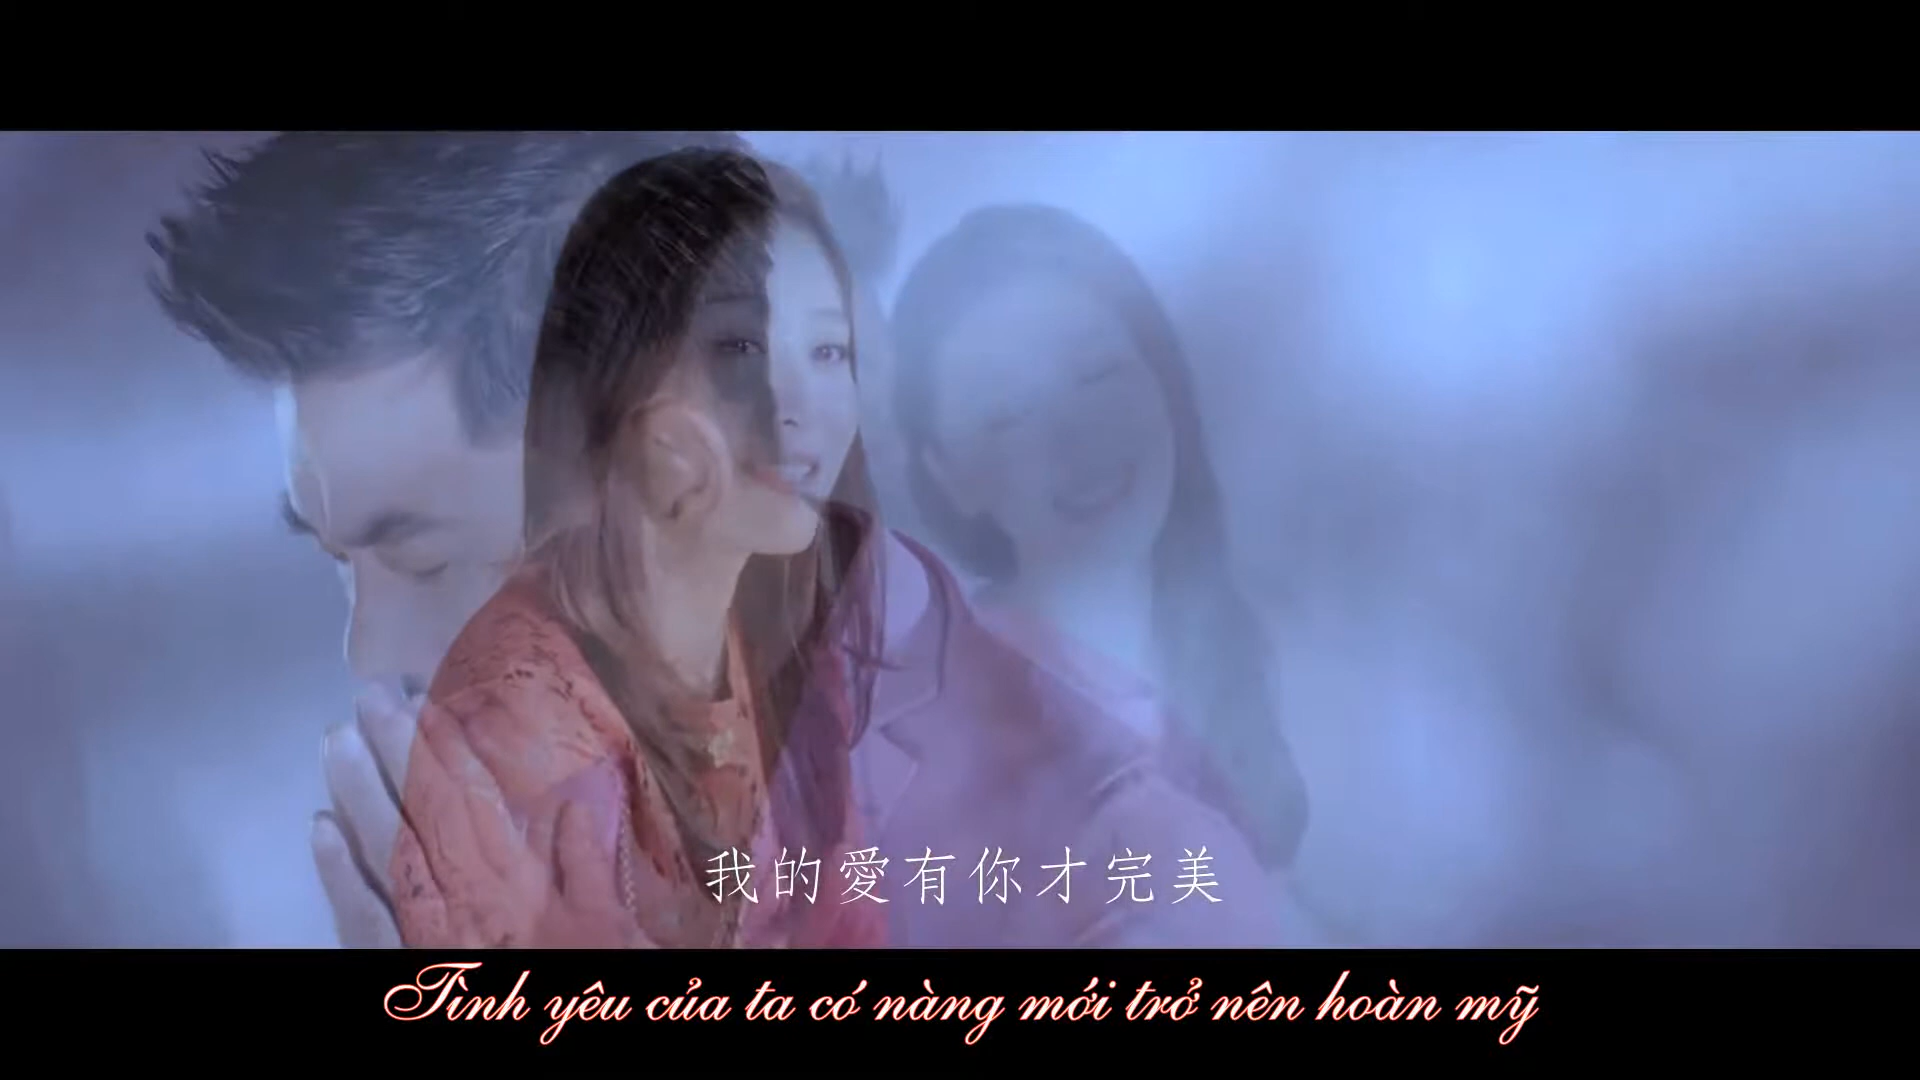 我的愛有你才完美
Tình yêu của ta có nàng mới trở nên hoàn mỹ